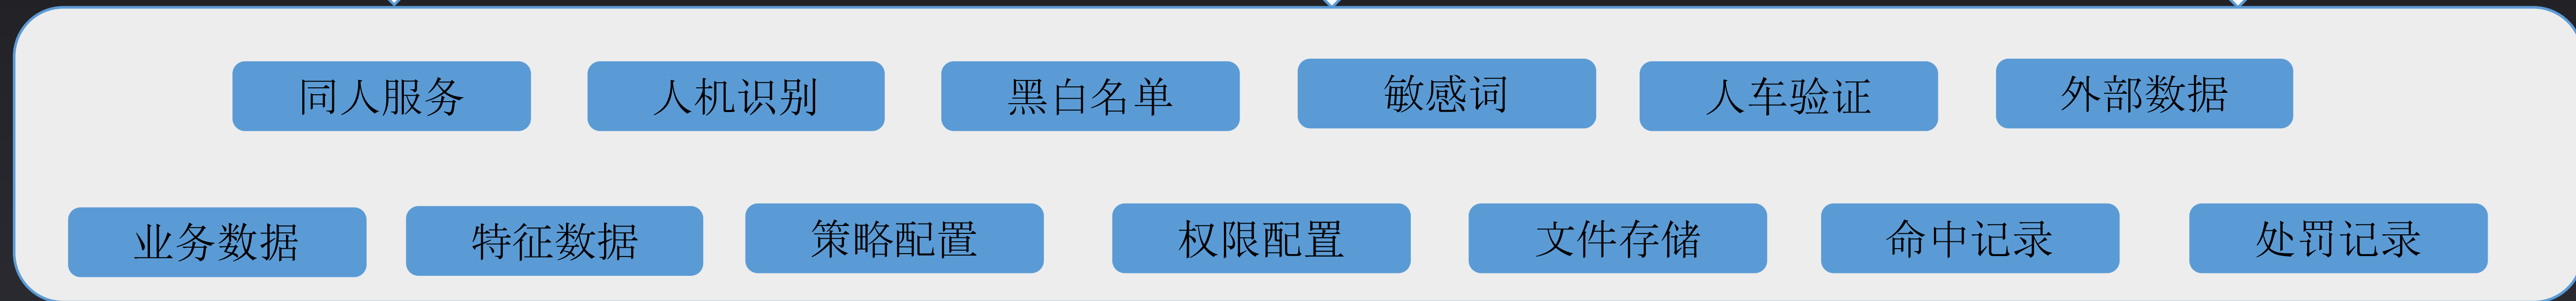 同人服务 人机识别 黑白名单 敏感词 人车验证 外部数据
业务数据 特征数据 策略配置 权限配置 文件存储 命中记录 处罚记录